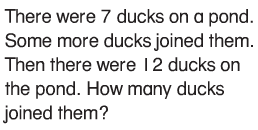 There were 7 ducks on a pond.
Some more ducks joined them.
Then there were 12 ducks on
the pond. How many ducks
joined them?